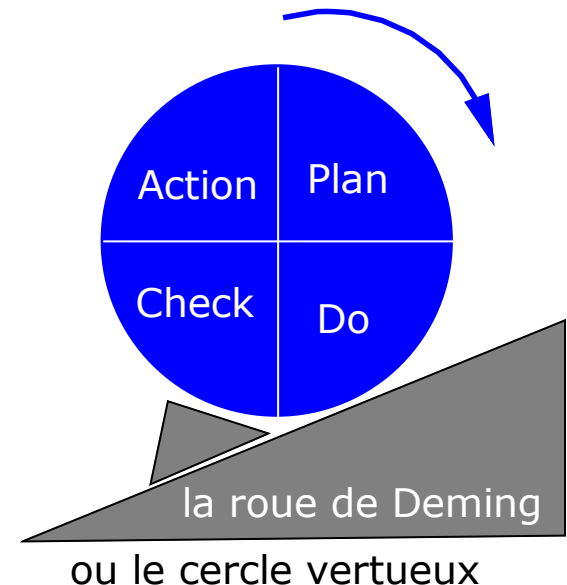 Action Plan
Check Do
la roue de Deming
ou le cercle vertueux